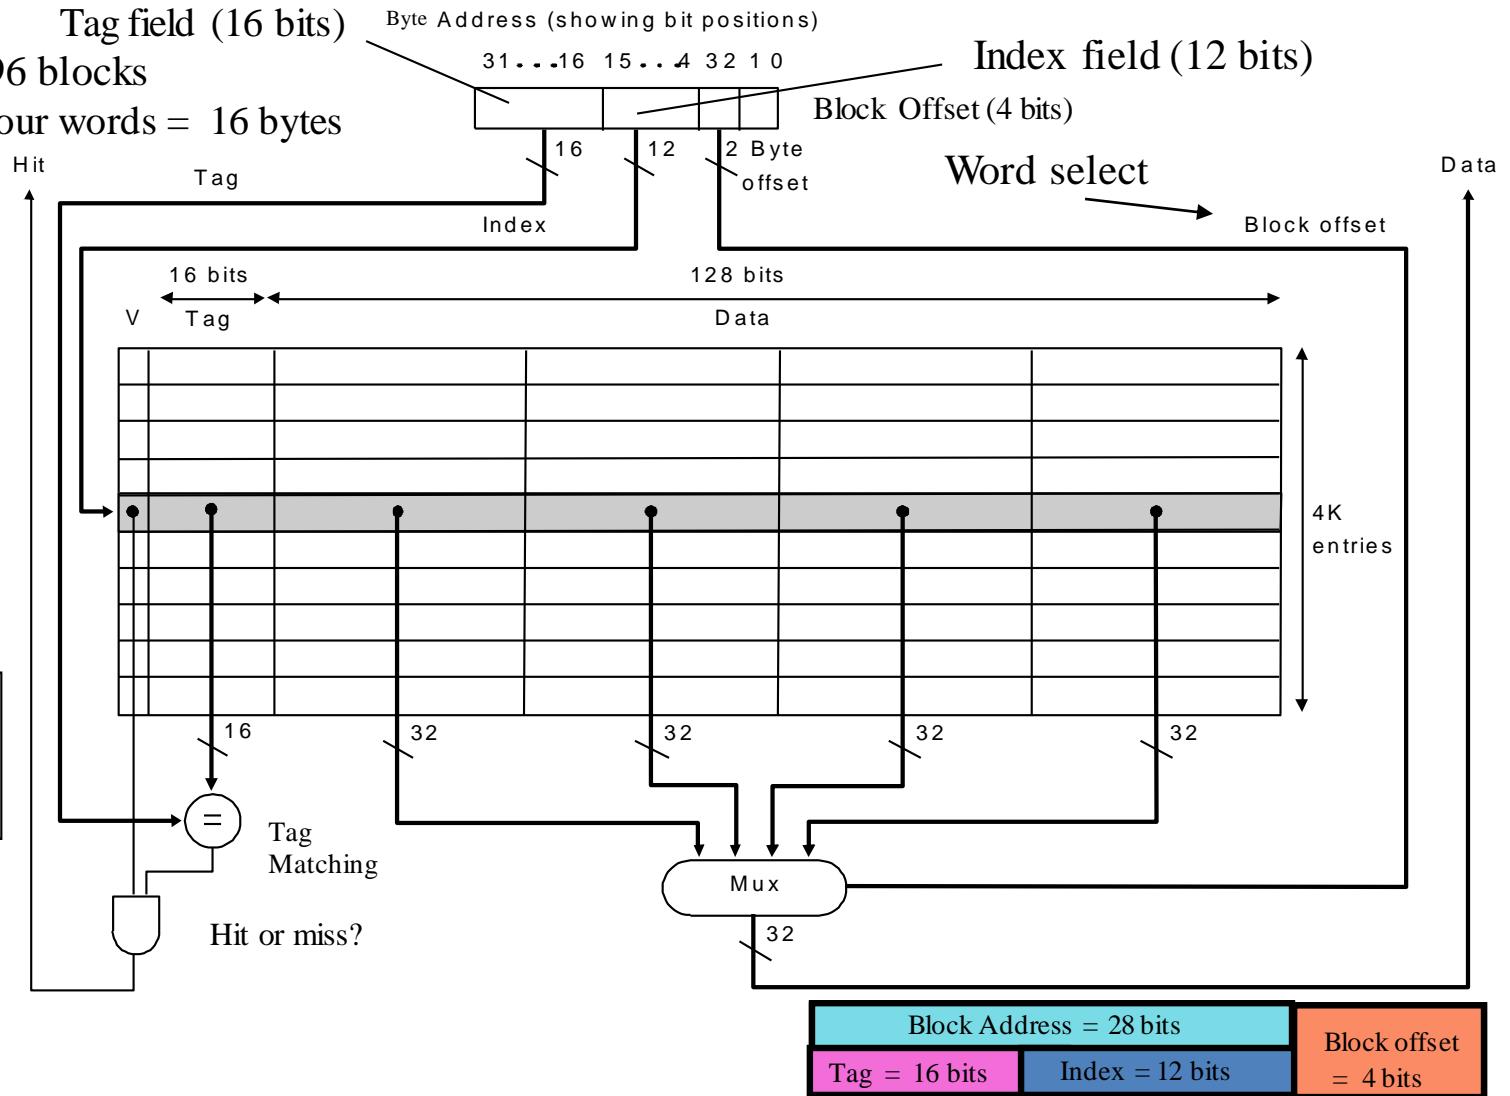 Tag field (16 bits)
Byte Address (showing bit positions)
31...16 15...4 32 1 0
Index field (12 bits)
96 blocks
Block Offset (4 bits)
our words = 16 bytes
16
12
2 Byte
offset
Hit
Tag
Word select
Data
Index
Block offset
16 bits
128 bits
V
Tag
Data
4K
entries
16
32
32
32
32
=
Tag
Matching
Mux
Hit or miss?
32
Block Address = 28 bits
Block offset
= 4 bits
Tag = 16 bits
Index = 12 bits